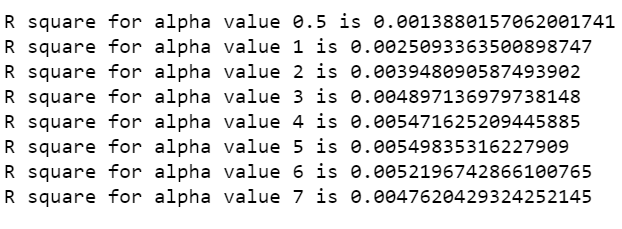 R square for alpha value 0.5 is 0.0013880157062001741
R square for alpha value 1 is 0.0025093363500898747
R square for alpha value 2 is 0.003948090587493902
R square for alpha value 3 is 0.004897136979738148
R square for alpha value 4 is 0.005471625209445885
R square for alpha value 5 is 0.00549835316227909
R square for alpha value 6 is 0.0052196742866100765
R square for alpha value 7 is 0.0047620429324252145